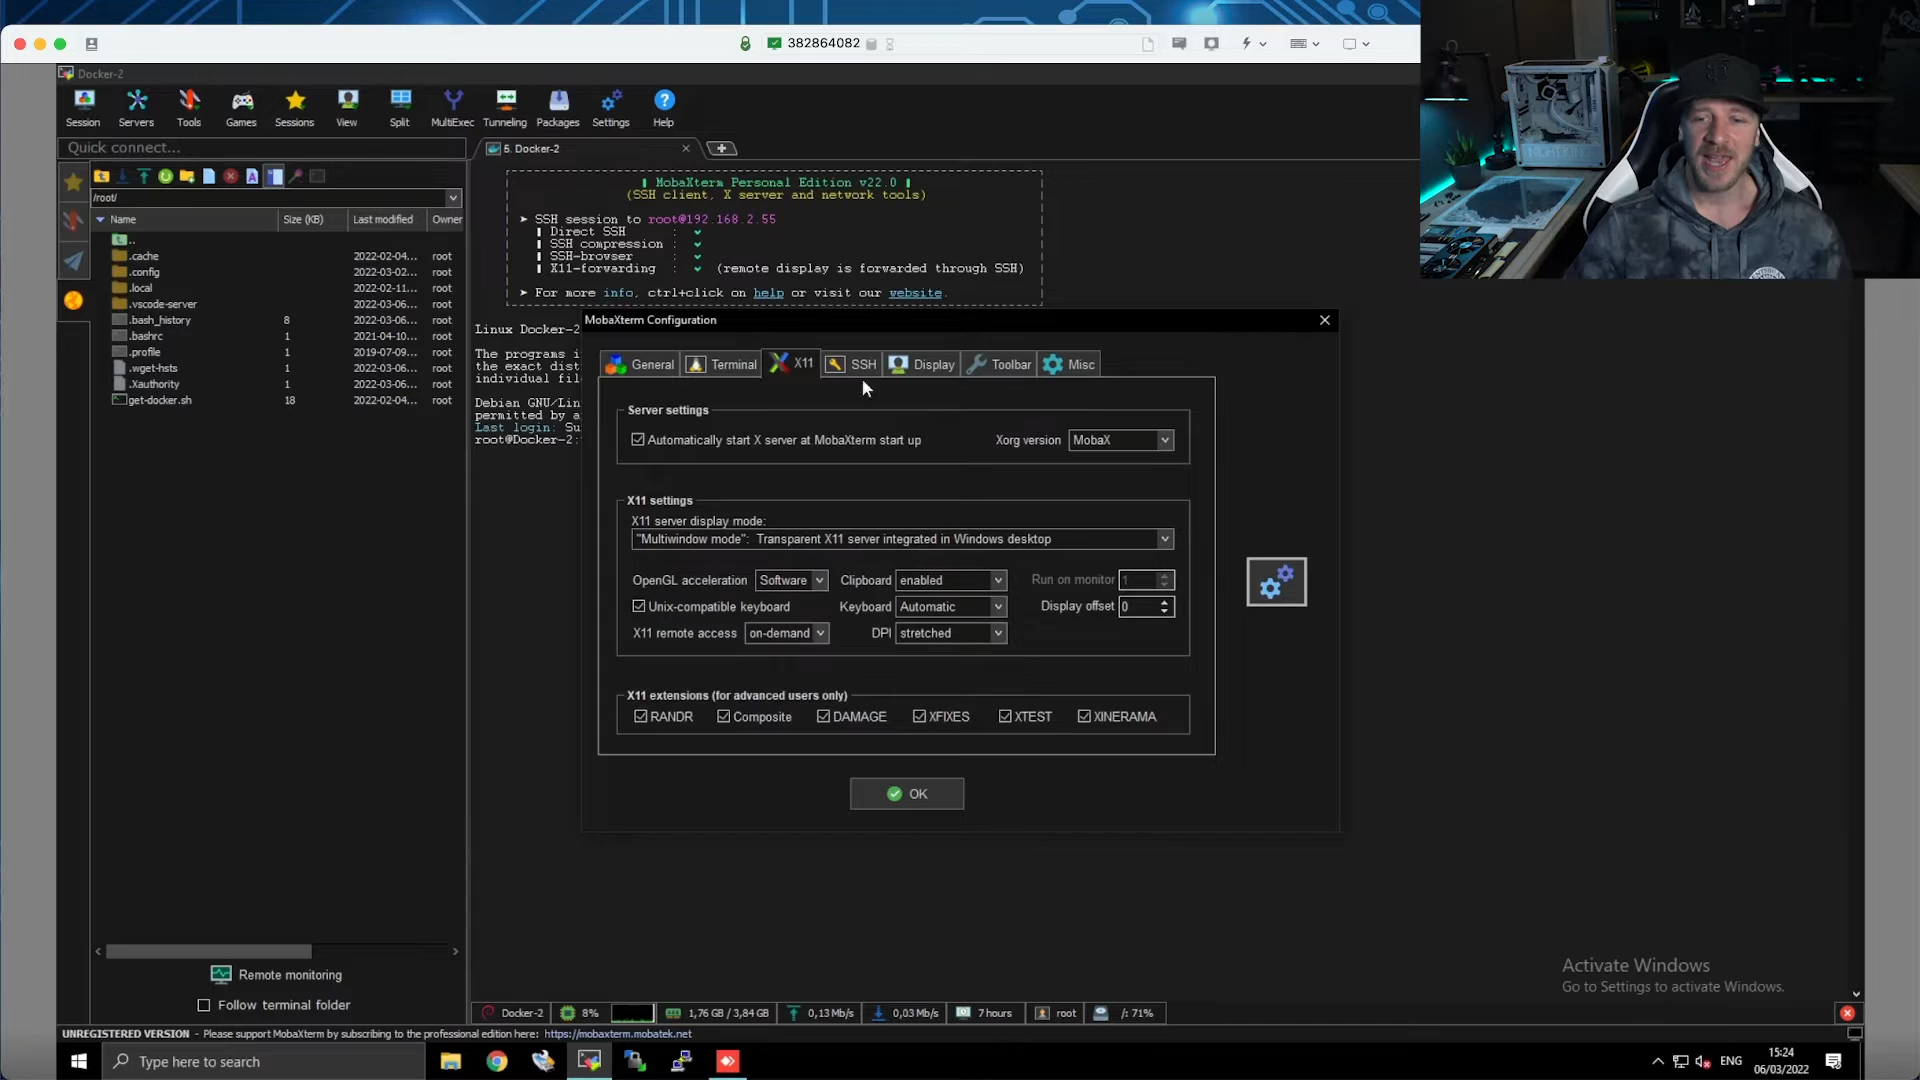 382864082
Docker-2
Session
Servers
Tools
Games
Sessions
View
Split
MultiExec
Tunneling
Packages
Settings
Help
Quick connect...
5. Docker-2
/root/
Name
Size (KB)
Last modified
Owner
..
.cache 2022-02-04... root
.config 2022-03-02... root
.local 2022-02-11... root
.vscode-server 2022-03-06... root
.bash_history 8 2022-03-06... root
.bashrc 1 2021-04-10... root
.profile 1 2019-07-09... root
.wget-hsts 1 2022-03-06... root
.Xauthority 1 2022-03-06... root
get-docker.sh 18 2022-02-04... root
MobaXterm Personal Edition v22.0
(SSH client, X server and network tools)
SSH session to root@192.168.2.55
Direct SSH :
SSH compression :
SSH-browser :
X11-forwarding : (remote display is forwarded through SSH)
For more info, ctrl+click on help or visit our website.
Linux Docker-2
The programs i
the exact dist
individual fil
Debian GNU/Lin
permitted by a
Last login: Su
root@Docker-2:
MobaXterm Configuration
General
Terminal
X11
SSH
Display
Toolbar
Misc
Server settings
Automatically start X server at MobaXterm start up
Xorg version MobaX
X11 settings
X11 server display mode:
"Multiwindow mode": Transparent X11 server integrated in Windows desktop
OpenGL acceleration Software Clipboard enabled Run on monitor 1
Unix-compatible keyboard Keyboard Automatic Display offset 0
X11 remote access on-demand DPI stretched
X11 extensions (for advanced users only)
RANDR Composite DAMAGE XFIXES XTEST XINERAMA
OK
Remote monitoring
Follow terminal folder
Activate Windows
Go to Settings to activate Windows.
Docker-2 8% 1,76 GB / 3,84 GB 0,13 Mb/s 0,03 Mb/s 7 hours root /: 71%
UNREGISTERED VERSION - Please support MobaXterm by subscribing to the professional edition here: https://mobaxterm.mobatek.net
Type here to search
ENG
15:24
06/03/2022